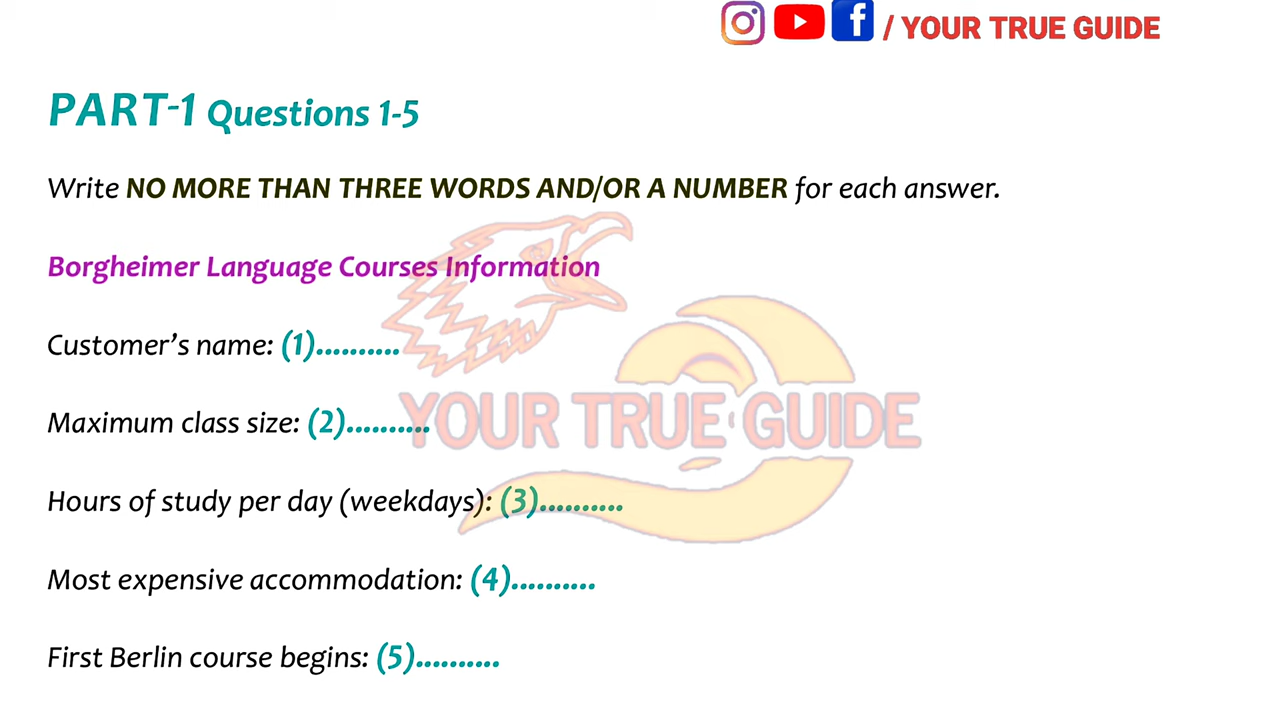 / YOUR TRUE GUIDE
PART-1 Questions 1-5
Write NO MORE THAN THREE WORDS AND/OR A NUMBER for each answer.
Borgheimer Language Courses Information
Customer’s name: (1)..........
YOUR TRUE GUIDE
Maximum class size: (2)..........
Hours of study per day (weekdays): (3)..........
Most expensive accommodation: (4)..........
First Berlin course begins: (5)..........